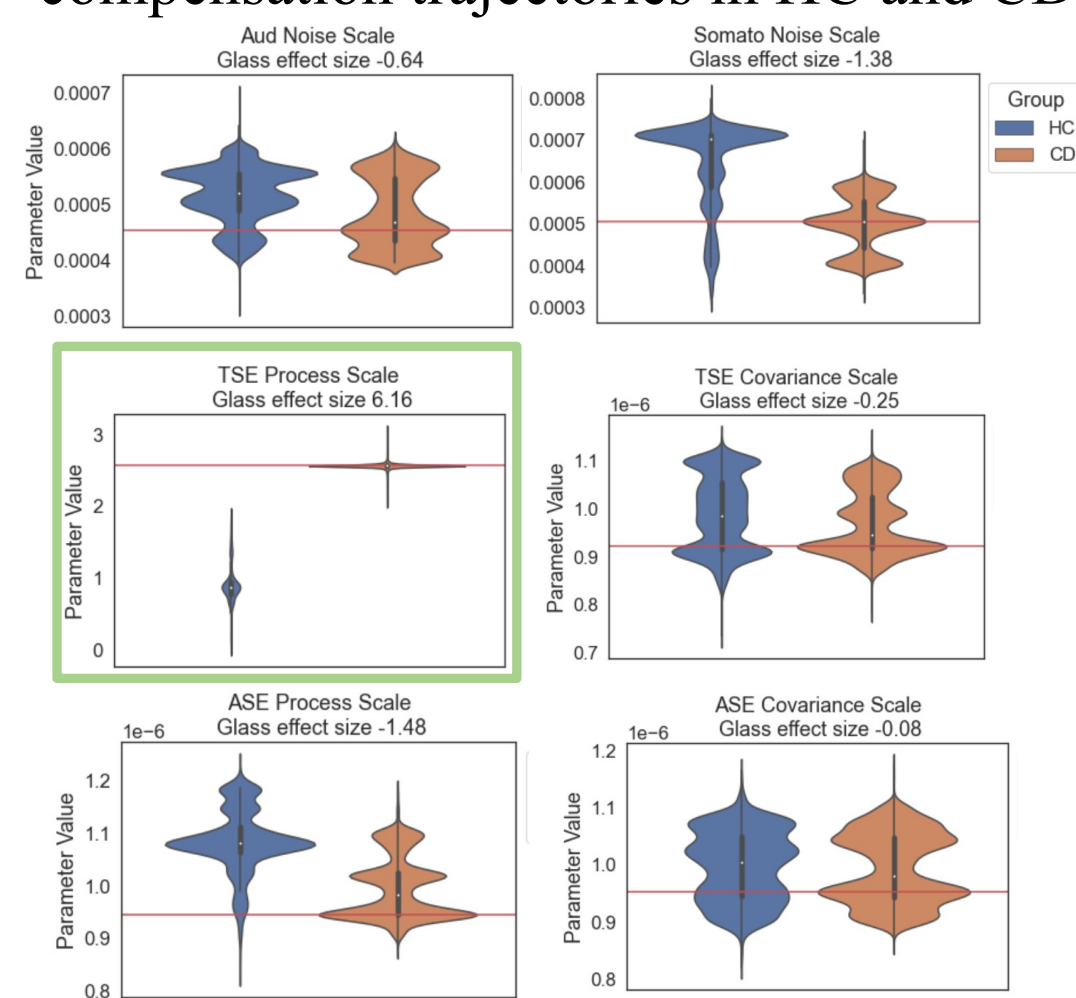 compensation trajectories in HC and CD
Aud Noise Scale
Glass effect size -0.64
Parameter Value
0.0007
0.0006
0.0005
0.0004
0.0003
Somato Noise Scale
Glass effect size -1.38
0.0008
0.0007
0.0006
0.0005
0.0004
0.0003
Group
HC
CD
TSE Process Scale
Glass effect size 6.16
Parameter Value
3
2
1
0
TSE Covariance Scale
Glass effect size -0.25
1e−6
Parameter Value
1.1
1.0
0.9
0.8
0.7
ASE Process Scale
Glass effect size -1.48
1e−6
Parameter Value
1.2
1.1
1.0
0.9
0.8
ASE Covariance Scale
Glass effect size -0.08
1e−6
Parameter Value
1.2
1.1
1.0
0.9
0.8